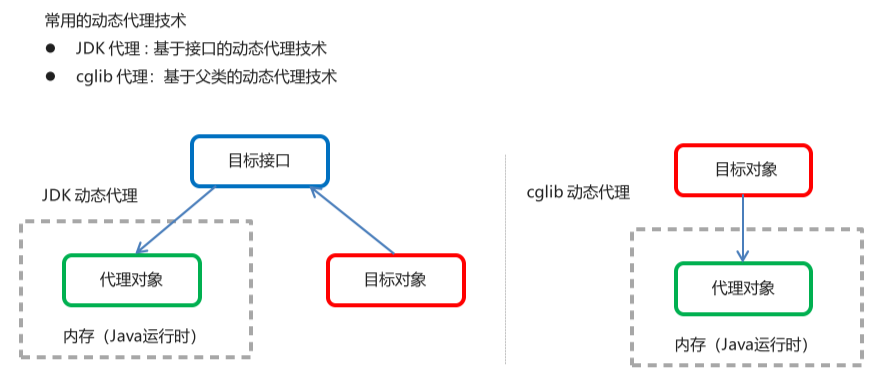 常用的动态代理技术
● JDK 代理 : 基于接口的动态代理技术
● cglib 代理：基于父类的动态代理技术
目标接口
JDK 动态代理
代理对象
目标对象
内存（Java运行时）
目标对象
cglib 动态代理
代理对象
内存（Java运行时）